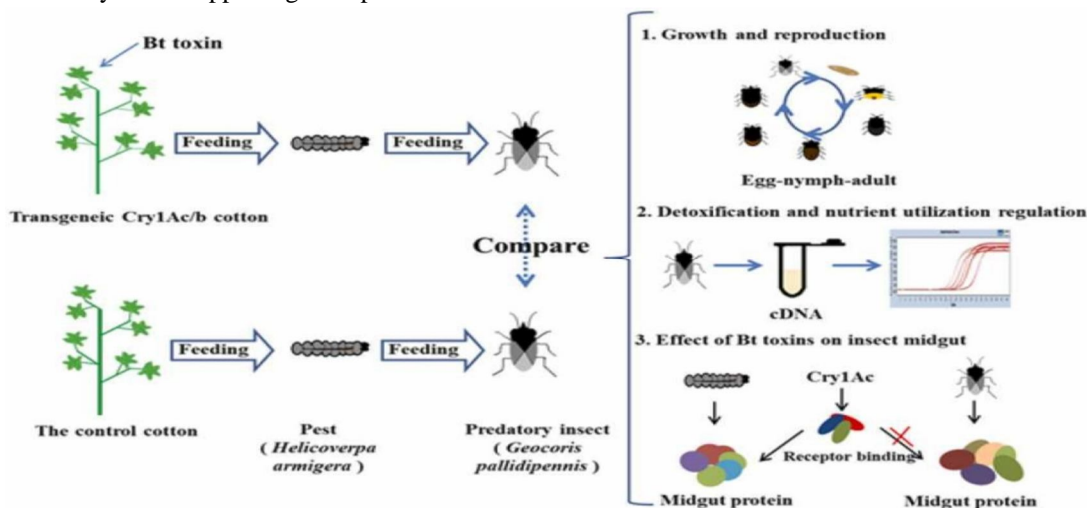 Bt toxin
Feeding
Feeding
Transgeneic Cry1Ac/b cotton
Compare
Feeding
Feeding
The control cotton
Pest
( Helicoverpa
armigera )
Predatory insect
( Geocoris
pallidipennis )
1. Growth and reproduction
Egg-nymph-adult
2. Detoxification and nutrient utilization regulation
cDNA
3. Effect of Bt toxins on insect midgut
Cry1Ac
Receptor binding
Midgut protein
Midgut protein